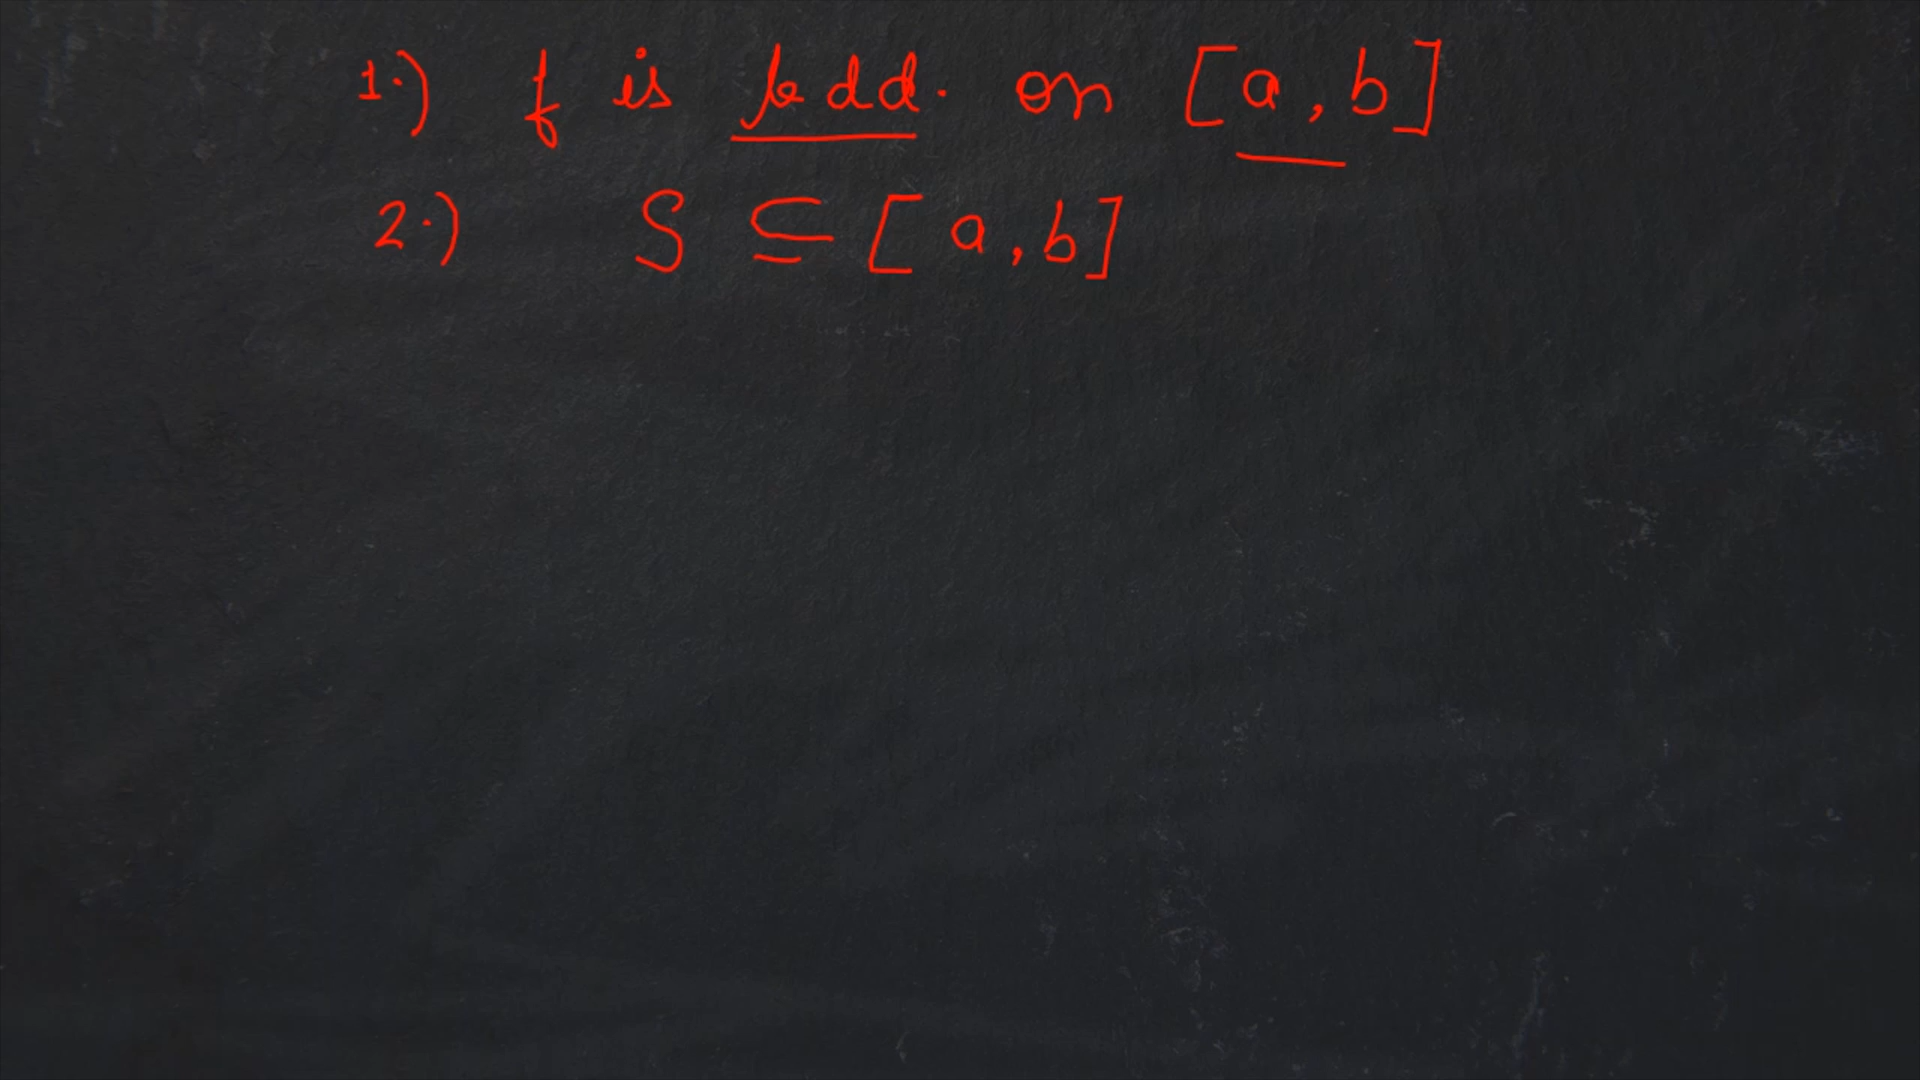 1.) f is bdd. on [a, b]
2.) S ⊆ [a, b]